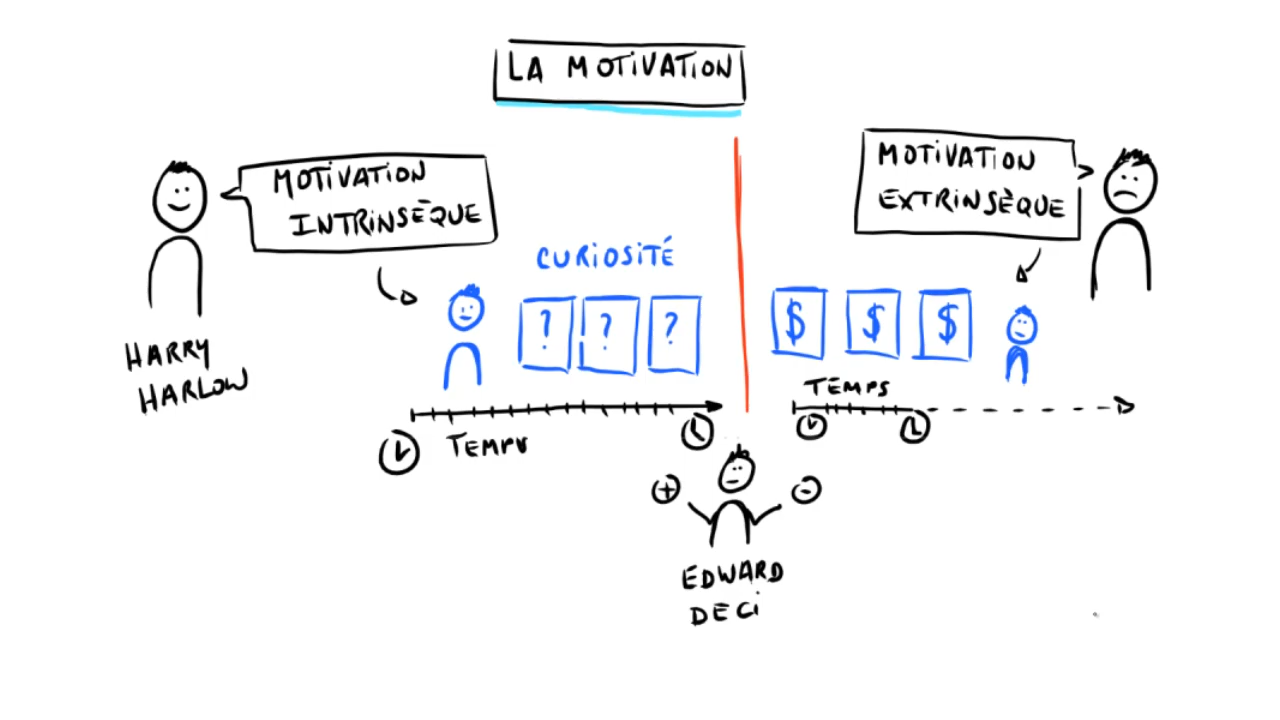 LA MOTIVATION
MOTIVATION
INTRINSÈQUE
MOTIVATION
EXTRINSÈQUE
CURIOSITÉ
? ? ?
$ $ $
HARRY
HARLOW
TEMPS
TEMPS
+
-
EDWARD
DECI